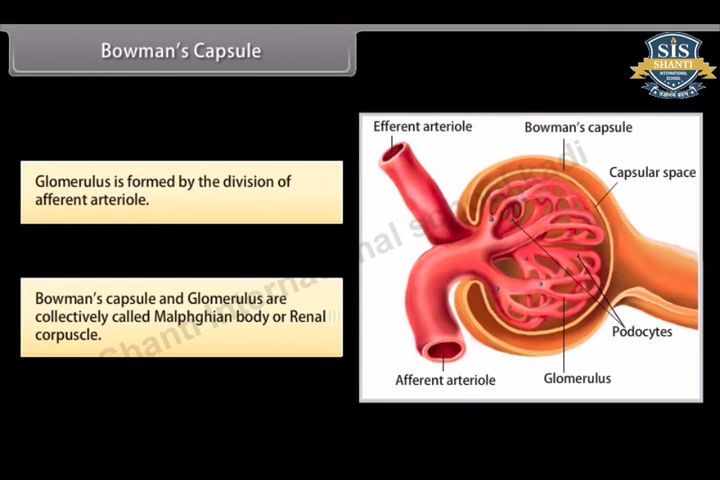 Bowman's Capsule
SIS
SHANTI
INTERNATIONAL
SCHOOL
Efferent arteriole
Bowman's capsule
Capsular space
Glomerulus is formed by the division of
afferent arteriole.
Bowman's capsule and Glomerulus are
collectively called Malphghian body or Renal
corpuscle.
Podocytes
Afferent arteriole
Glomerulus